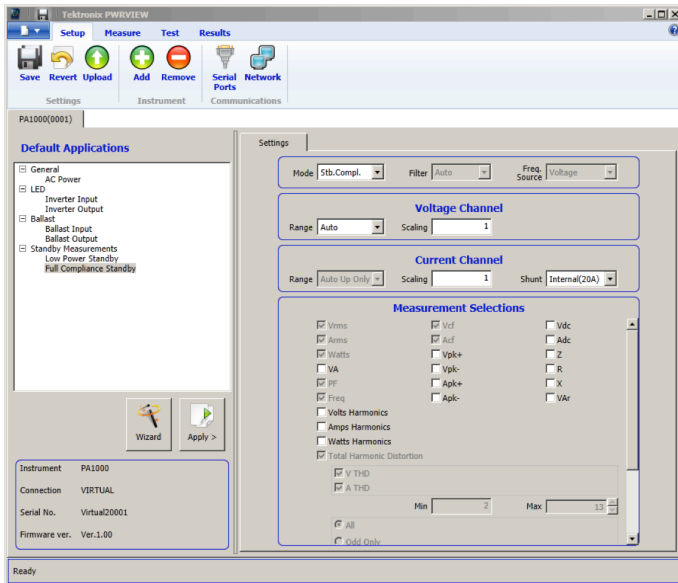 Tektronix PWRVIEW
Setup Measure Test Results
Save Revert Upload Add Remove Serial Ports Network
Settings Instrument Communications
PA1000(0001)
Default Applications
General
AC Power
LED
Inverter Input
Inverter Output
Ballast
Ballast Input
Ballast Output
Standby Measurements
Low Power Standby
Full Compliance Standby
Wizard Apply >
Instrument PA1000
Connection VIRTUAL
Serial No. Virtual20001
Firmware ver. Ver.1.00
Settings
Mode Stb.Compl. Filter Auto Freq. Source Voltage
Voltage Channel
Range Auto Scaling 1
Current Channel
Range Auto Up Only Scaling 1 Shunt Internal(20A)
Measurement Selections
Vrms Vcf Vdc
Arms Acf Adc
Watts Vpk+ Z
VA Vpk- R
PF Apk+ X
Freq Apk- VAr
Volts Harmonics
Amps Harmonics
Watts Harmonics
Total Harmonic Distortion
V THD
A THD
Min 2 Max 13
All
Odd Only
Ready